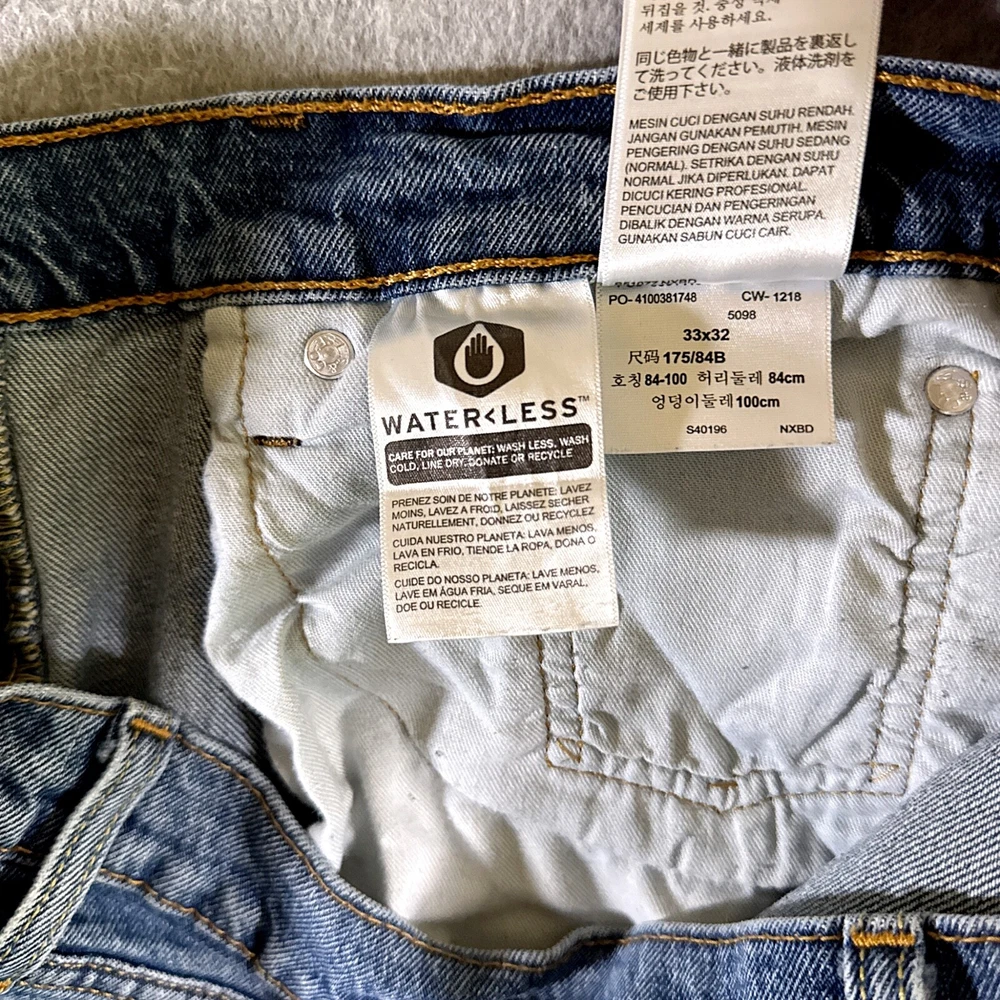 뒤집을 것. 중성 액체
세제를 사용하세요.
同じ色物と一緒に製品を裏返し
て洗ってください。液体洗剤を
ご使用下さい。
MESIN CUCI DENGAN SUHU RENDAH.
JANGAN GUNAKAN PEMUTIH. MESIN
PENGERING DENGAN SUHU SEDANG
(NORMAL). SETRIKA DENGAN SUHU
NORMAL JIKA DIPERLUKAN. DAPAT
DICUCI KERING PROFESIONAL.
PENCUCIAN DAN PENGERINGAN
DIBALIK DENGAN WARNA SERUPA.
GUNAKAN SABUN CUCI CAIR.
PO- 4100381748 CW- 1218
5098
33x32
尺码 175/84B
호칭 84-100 허리둘레 84cm
엉덩이둘레 100cm
S40196 NXBD
WATER<LESS™
CARE FOR OUR PLANET: WASH LESS, WASH
COLD, LINE DRY, DONATE OR RECYCLE
PRENEZ SOIN DE NOTRE PLANETE: LAVEZ
MOINS, LAVEZ A FROID, LAISSEZ SECHER
NATURELLEMENT, DONNEZ OU RECYCLEZ
CUIDA NUESTRO PLANETA: LAVA MENOS,
LAVA EN FRIO, TIENDE LA ROPA, DONA O
RECICLA.
CUIDE DO NOSSO PLANETA: LAVE MENOS,
LAVE EM ÁGUA FRIA, SEQUE EM VARAL,
DOE OU RECICLE.